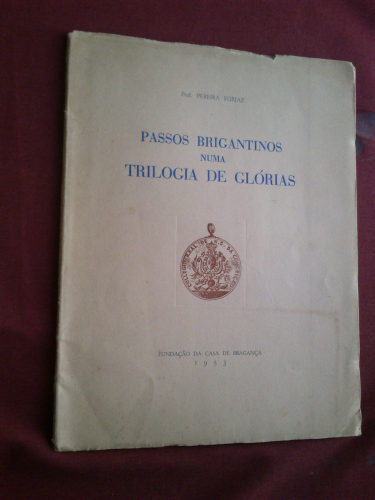 Prof. PEREIRA FORJAZ
PASSOS BRIGANTINOS
NUMA
TRILOGIA DE GLÓRIAS
FUNDAÇÃO DA CASA DE BRAGANÇA
1953